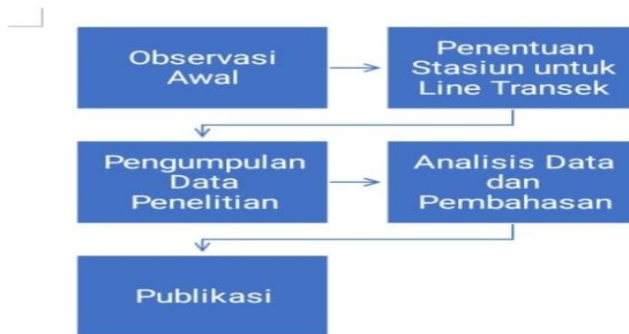 Observasi
Awal
Penentuan
Stasiun untuk
Line Transek
Pengumpulan
Data
Penelitian
Analisis Data
dan
Pembahasan
Publikasi